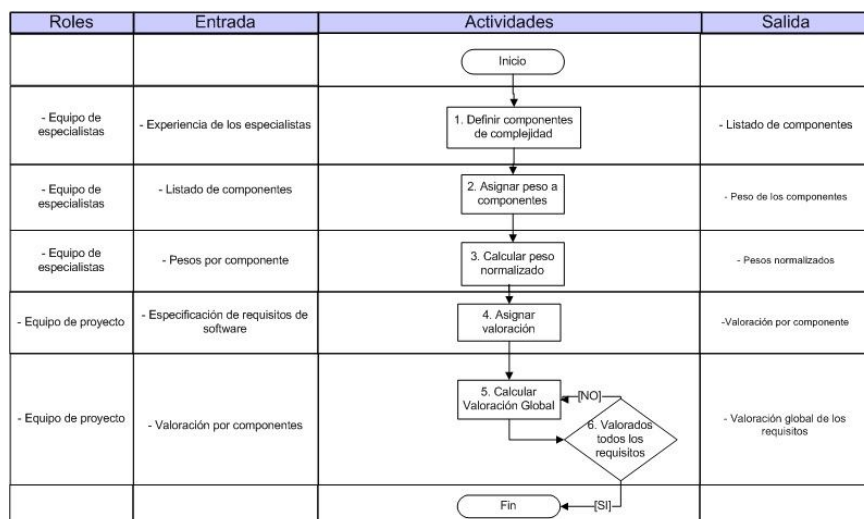 Roles
Entrada
Actividades
Salida
Inicio
- Equipo de
especialistas
- Experiencia de los especialistas
1. Definir componentes
de complejidad
- Listado de componentes
- Equipo de
especialistas
- Listado de componentes
2. Asignar peso a
componentes
- Peso de los componentes
- Equipo de
especialistas
- Pesos por componente
3. Calcular peso
normalizado
- Pesos normalizados
- Equipo de proyecto
- Especificación de requisitos de
software
4. Asignar
valoración
-Valoración por componente
- Equipo de proyecto
- Valoración por componentes
5. Calcular
Valoración Global
[NO]
6. Valorados
todos los
requisitos
- Valoración global de los
requisitos
Fin
[SI]